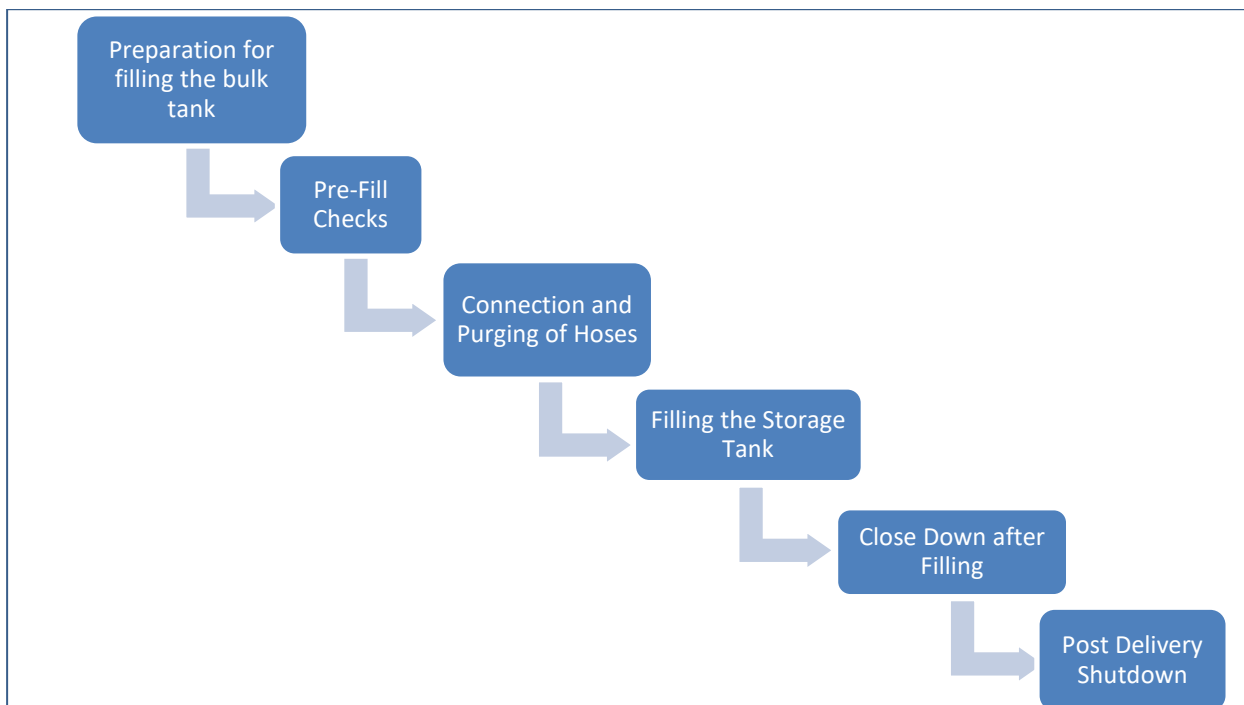 Preparation for
filling the bulk
tank
Pre-Fill
Checks
Connection and
Purging of Hoses
Filling the Storage
Tank
Close Down after
Filling
Post Delivery
Shutdown